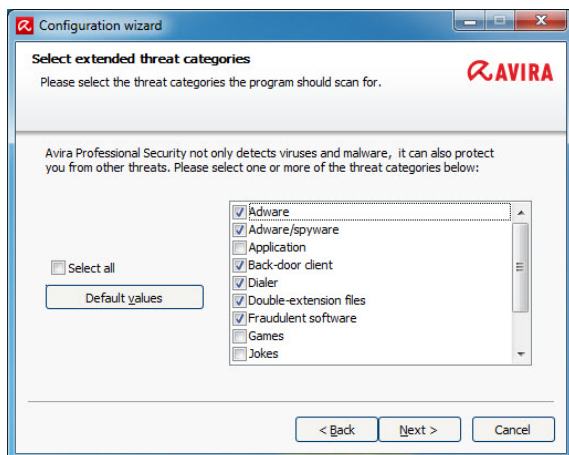 Configuration wizard
Select extended threat categories
Please select the threat categories the program should scan for.
AVIRA
Avira Professional Security not only detects viruses and malware, it can also protect
you from other threats. Please select one or more of the threat categories below:
Adware
Adware/spyware
Application
Back-door client
Dialer
Double-extension files
Fraudulent software
Games
Jokes
Select all
Default values
< Back
Next >
Cancel